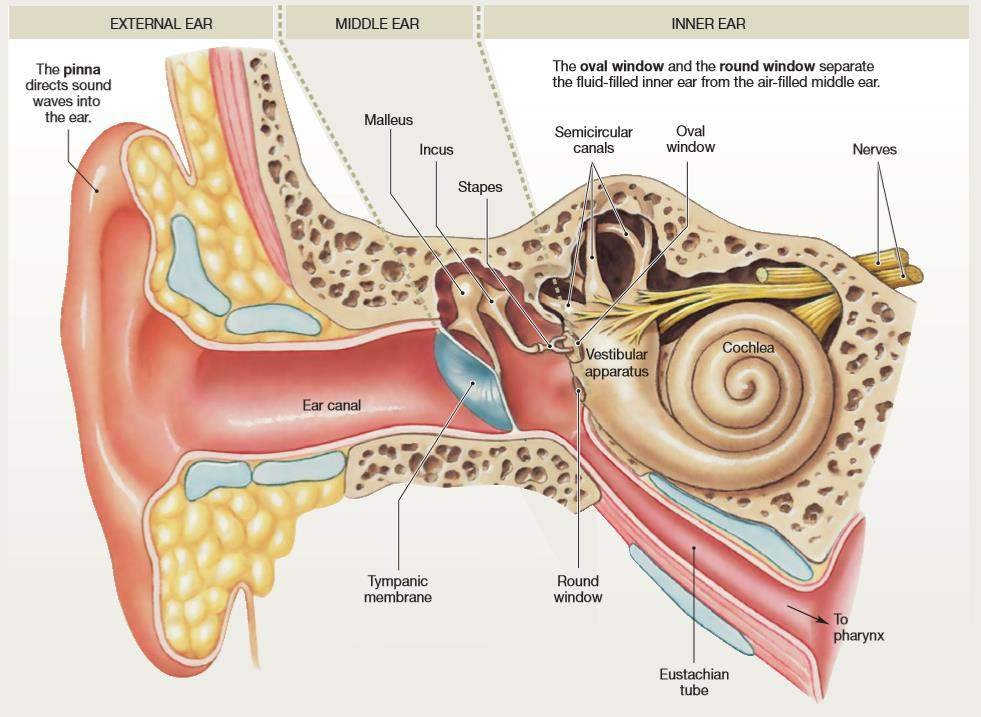 EXTERNAL EAR
MIDDLE EAR
INNER EAR
The pinna
directs sound
waves into
the ear.
The oval window and the round window separate
the fluid-filled inner ear from the air-filled middle ear.
Malleus
Incus
Stapes
Semicircular
canals
Oval
window
Nerves
Vestibular
apparatus
Cochlea
Ear canal
Tympanic
membrane
Round
window
Eustachian
tube
To
pharynx